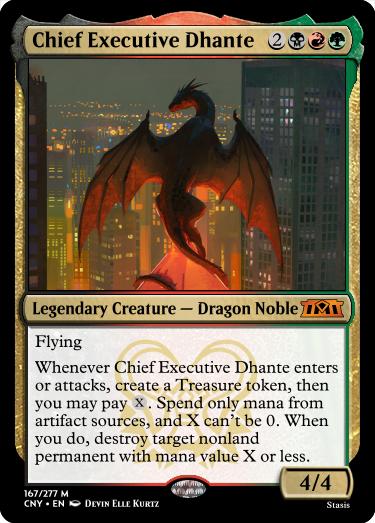 Chief Executive Dhante 2
Legendary Creature — Dragon Noble
Flying
Whenever Chief Executive Dhante enters
or attacks, create a Treasure token, then
you may pay X. Spend only mana from
artifact sources, and X can't be 0. When
you do, destroy target nonland
permanent with mana value X or less.
4/4
167/277 M
CNY • EN Devin Elle Kurtz
Stasis